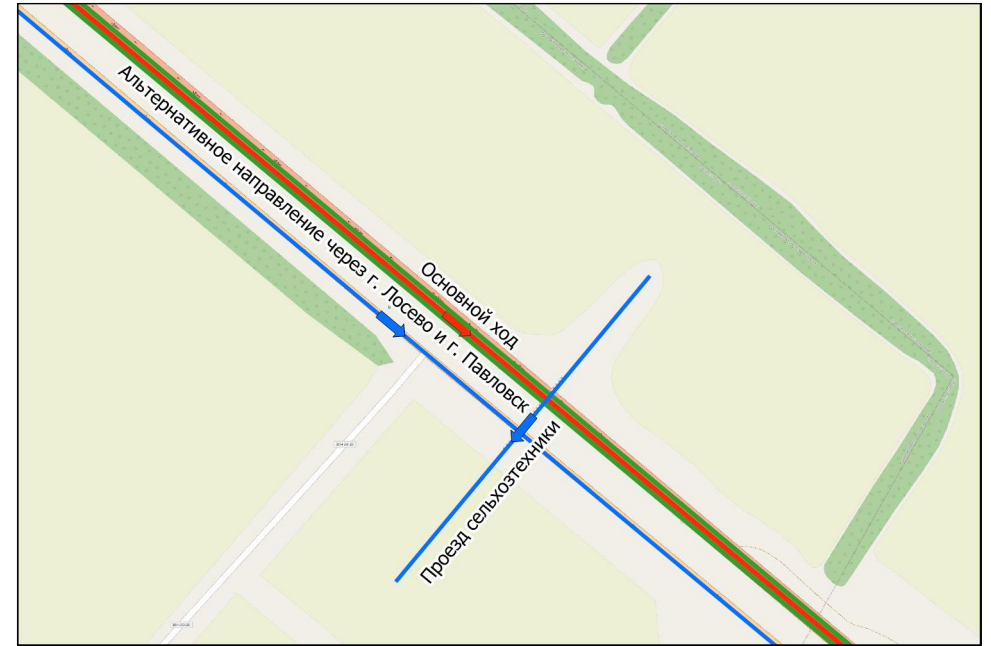 Альтернативное направление через г. Лосево и г. Павловск
Основной ход
Проезд сельхозтехники